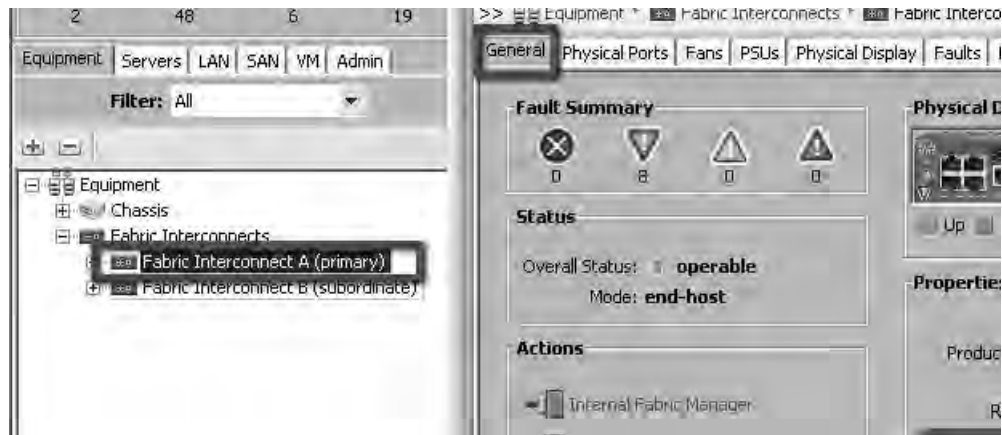 2 48 6 19
Equipment Servers LAN SAN VM Admin
Filter: All
Equipment
Chassis
Fabric Interconnects
Fabric Interconnect A (primary)
Fabric Interconnect B (subordinate)
>> Equipment Fabric Interconnects Fabric Interco
General Physical Ports Fans PSUs Physical Display Faults
Fault Summary
0 8 0 0
Status
Overall Status: operable
Mode: end-host
Actions
Internal Fabric Manager
Physical D
Up
Propertie
Produc
R